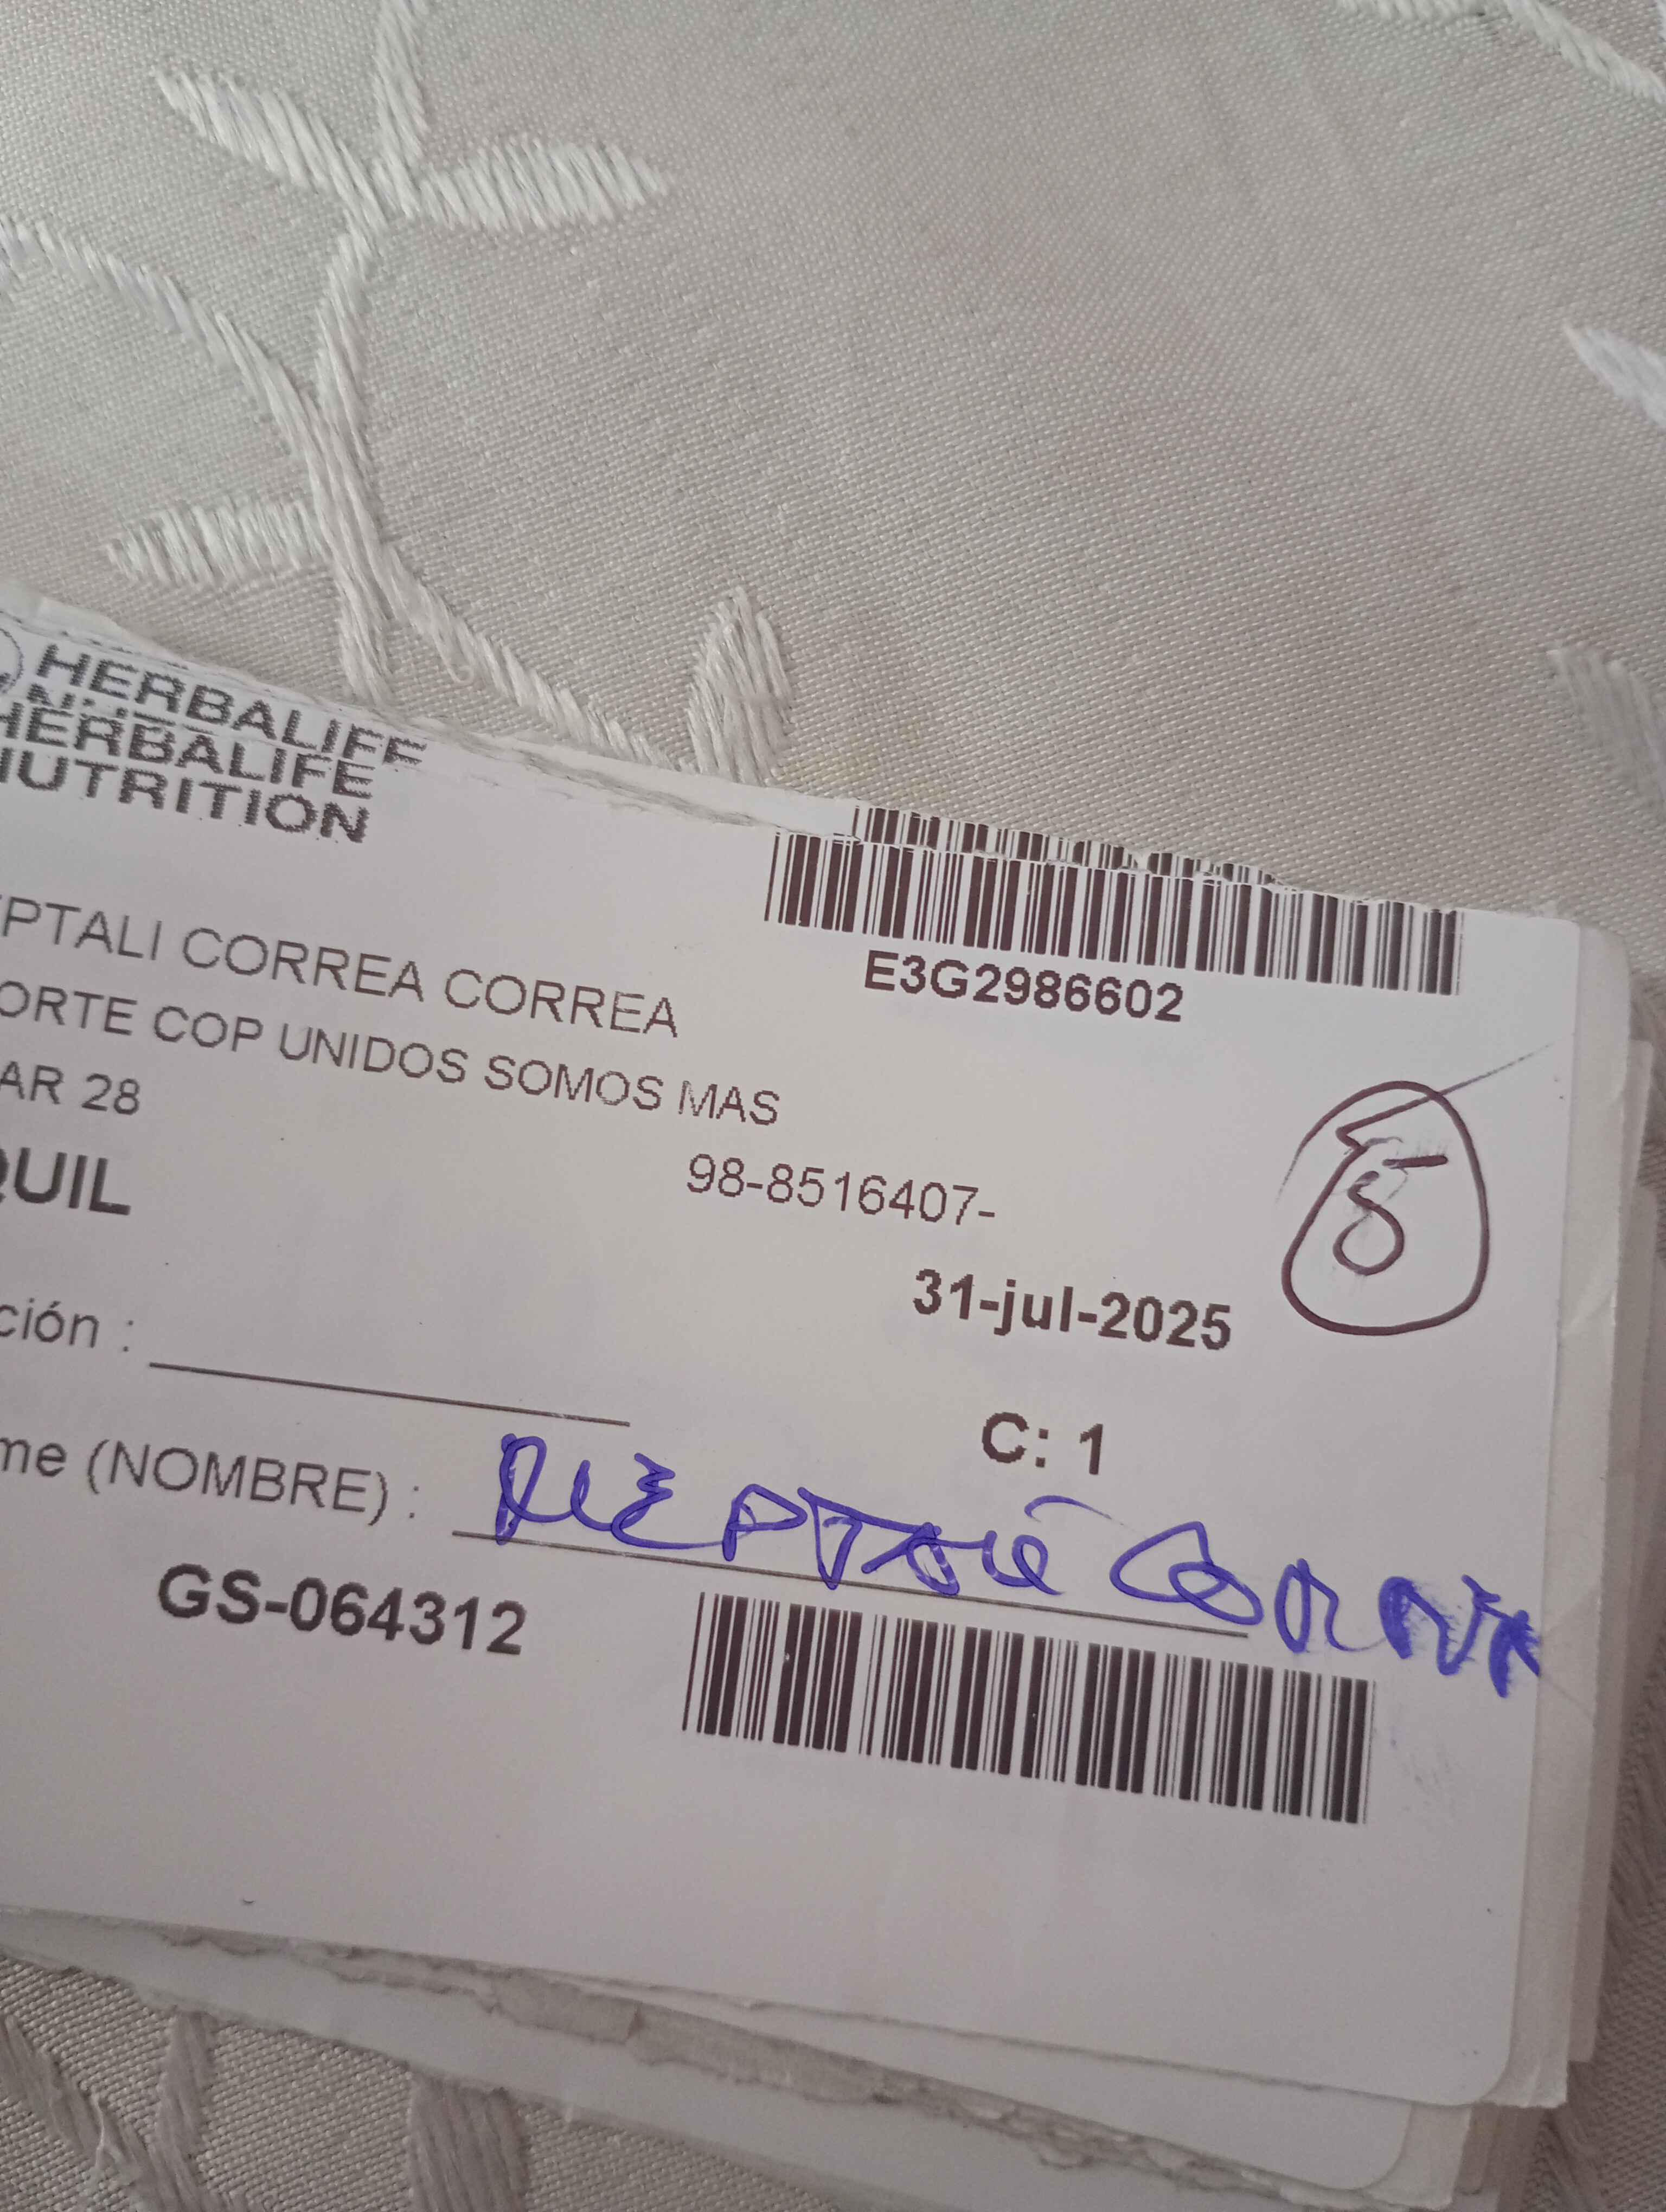 HERBALIFE
HERBALIFE
NUTRITION
E3G2986602
EPTALI CORREA CORREA
ORTE COP UNIDOS SOMOS MAS
AR 28
98-8516407-
QUIL
31-jul-2025
8
ción :
C: 1
me (NOMBRE) :
GS-064312